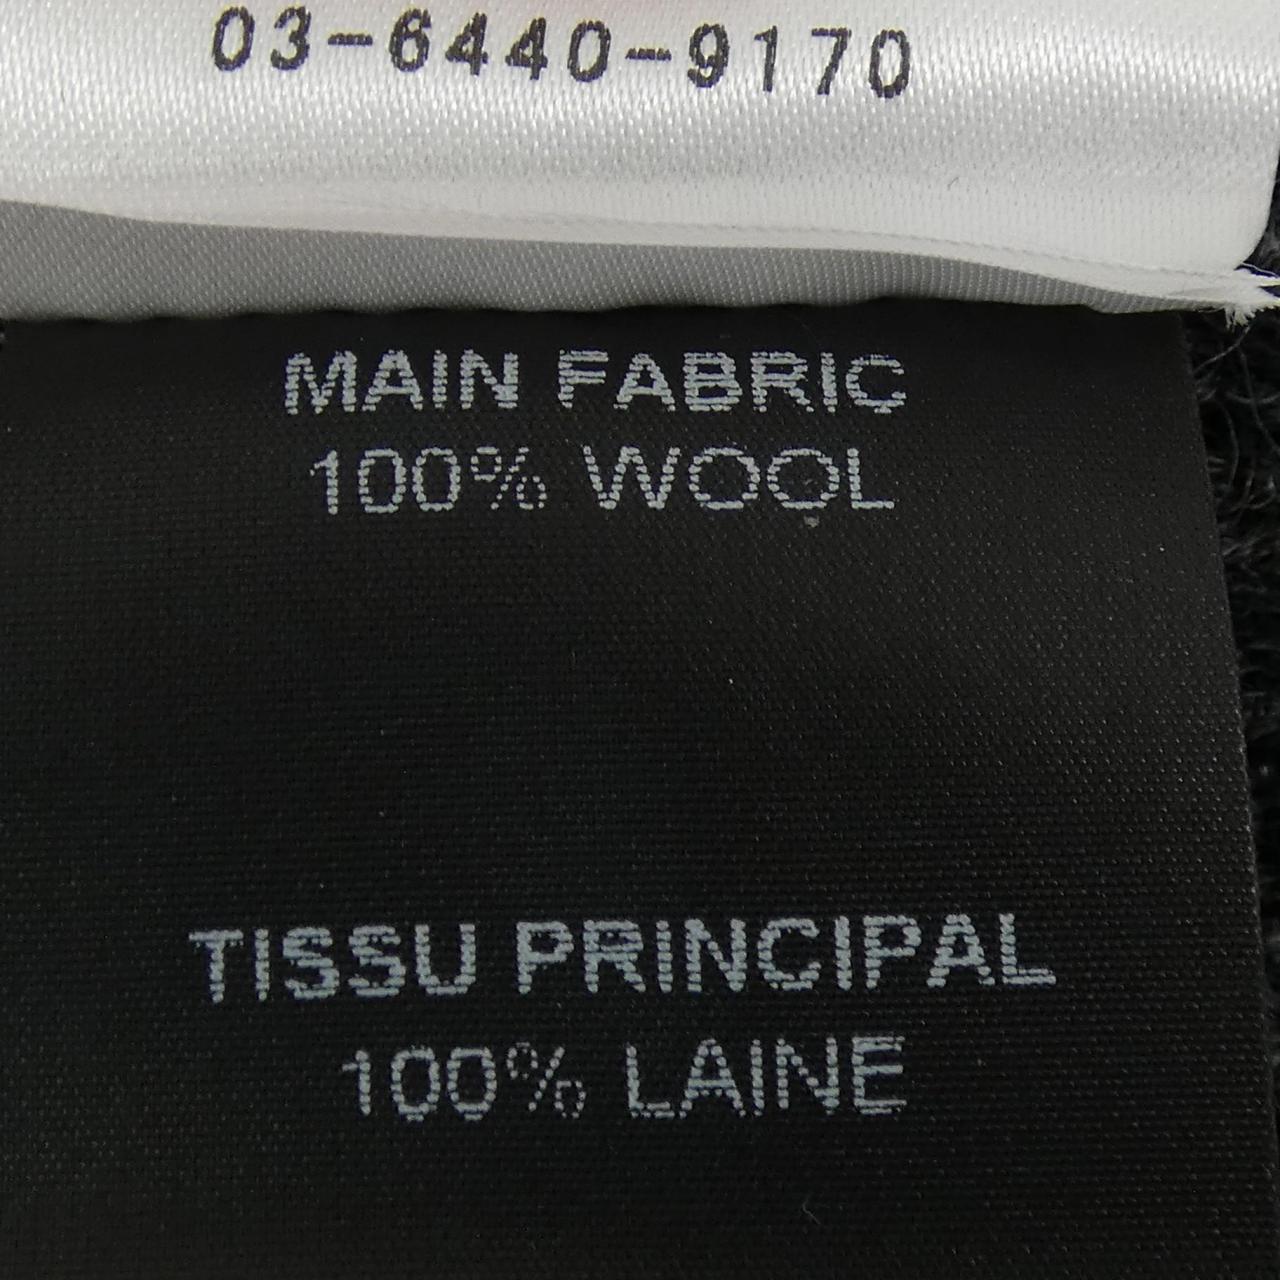 03-6440-9170
MAIN FABRIC
100% WOOL
TISSU PRINCIPAL
100% LAINE